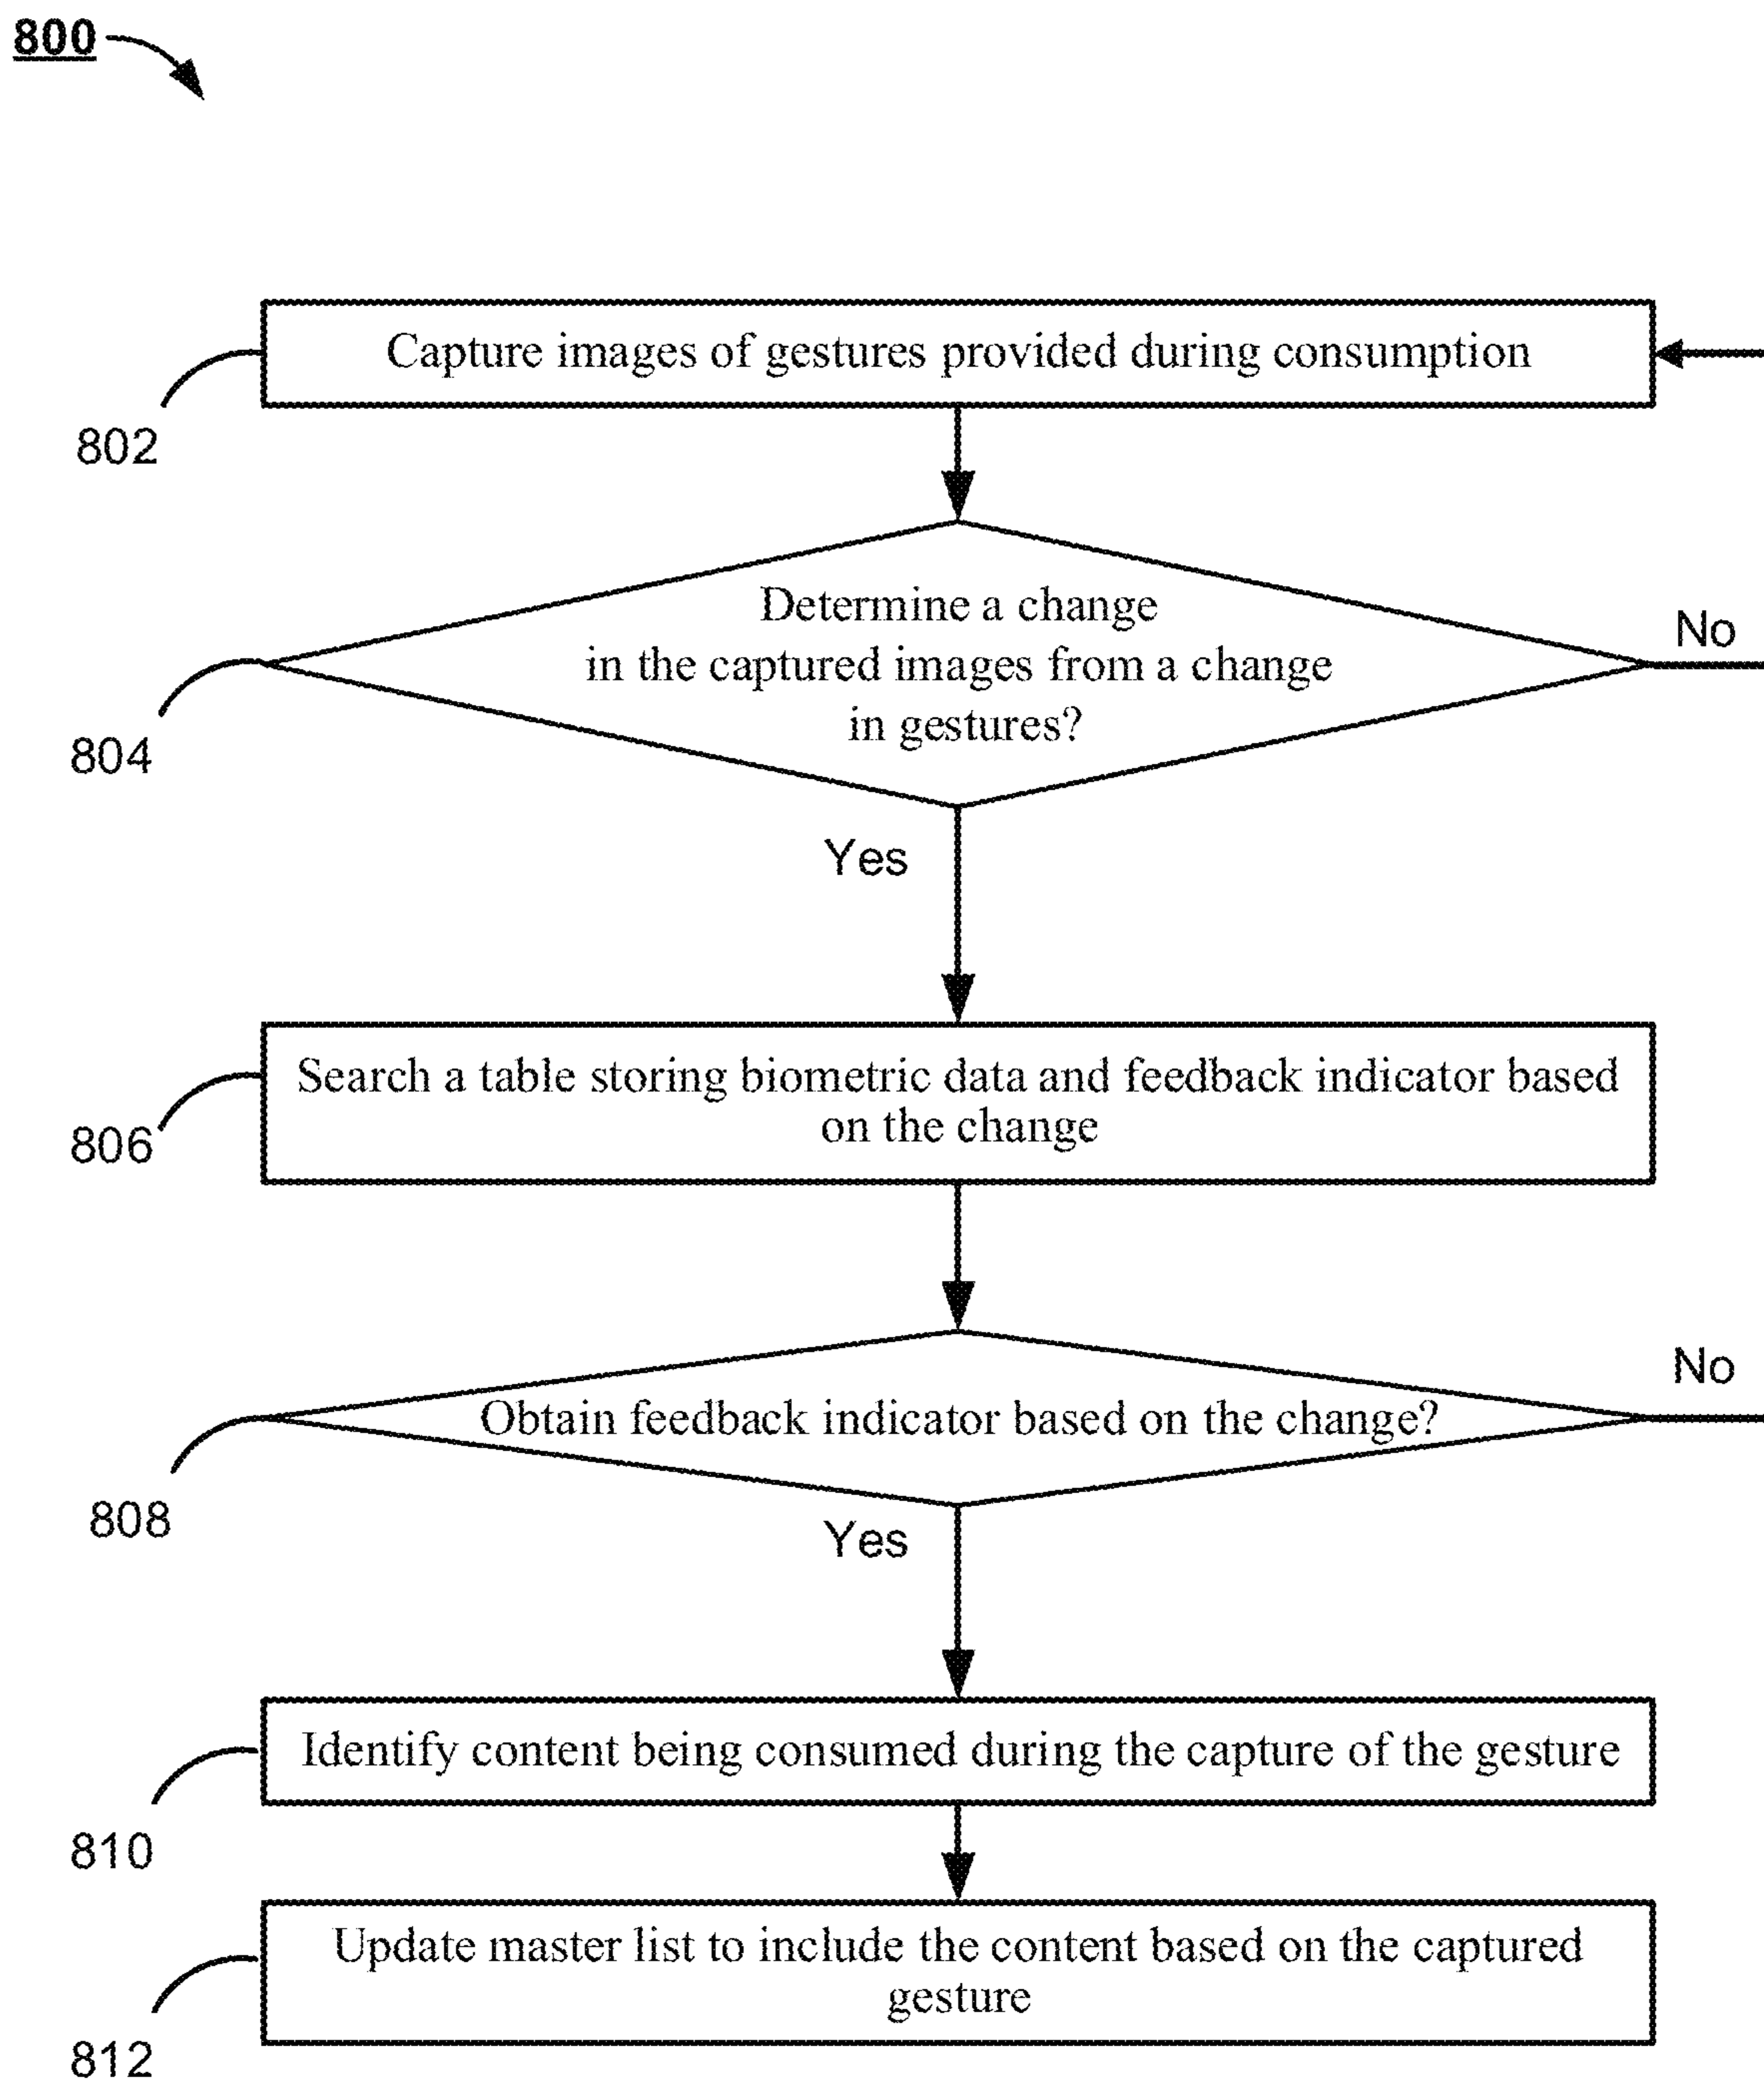 800
Capture images of gestures provided during consumption
802
Determine a change
in the captured images from a change
in gestures?
No
804
Yes
Search a table storing biometric data and feedback indicator based
on the change
806
No
Obtain feedback indicator based on the change?
808
Yes
Identify content being consumed during the capture of the gesture
810
Update master list to include the content based on the captured
gesture
812